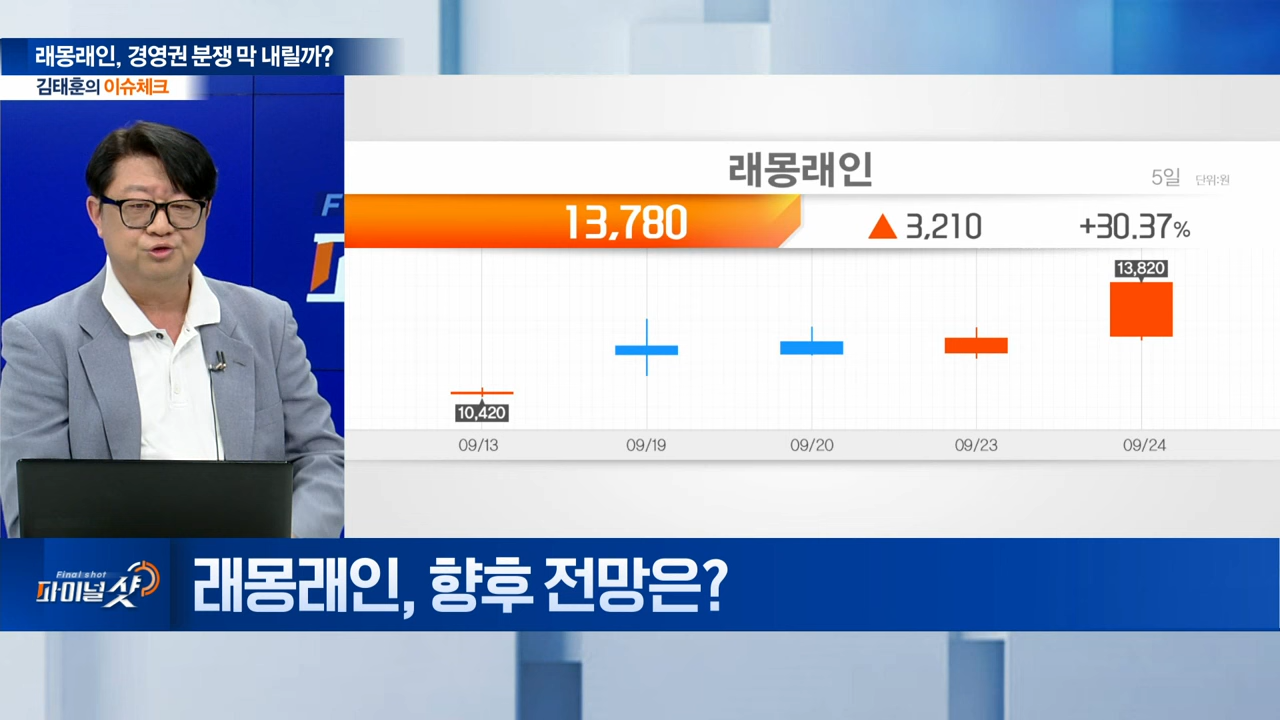 래몽래인, 경영권 분쟁 막 내릴까?
김태훈의 이슈체크
래몽래인
5일 단위:원
13,780 ▲ 3,210 +30.37%
13,820
10,420
09/13 09/19 09/20 09/23 09/24
Final shot
파이널샷
래몽래인, 향후 전망은?